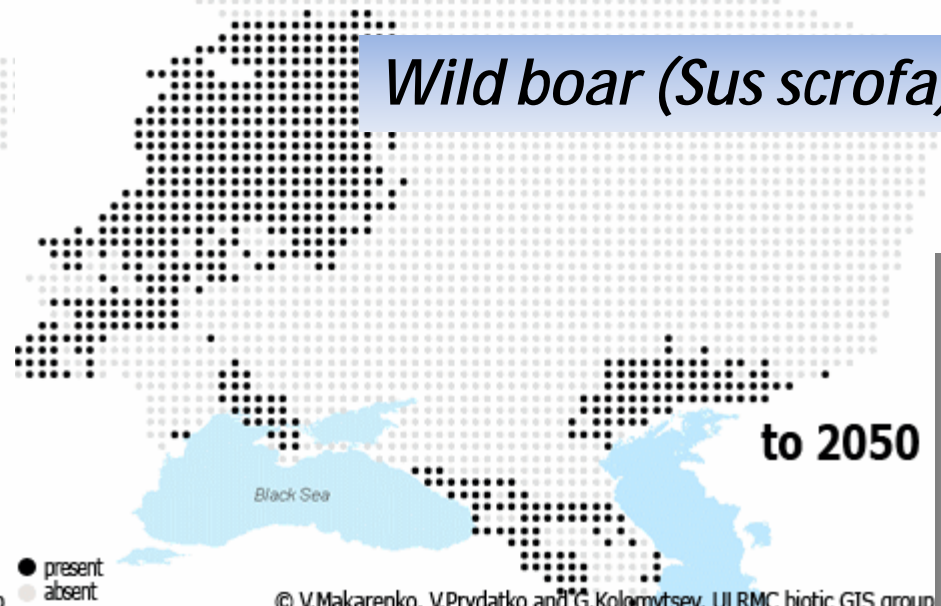 Wild boar (Sus scrofa)
to 2050
Black Sea
present
absent
© V.Makarenko, V.Prydatko and G.Kolomytsev, ULRMC biotic GIS group